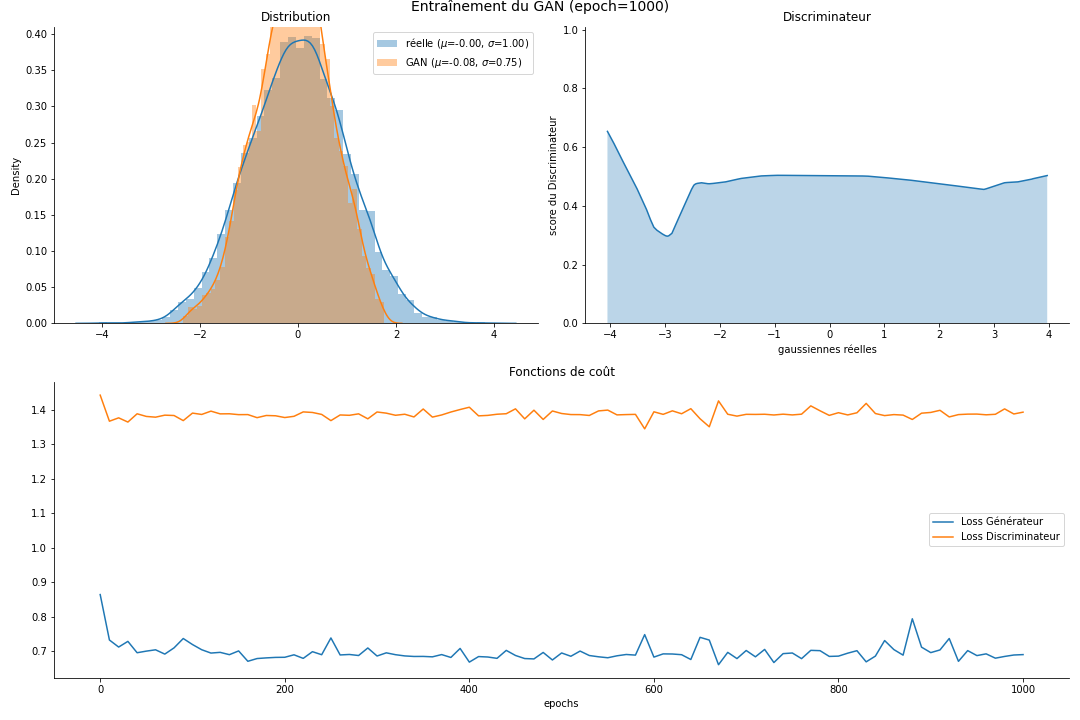 Entraînement du GAN (epoch=1000)
Distribution
0.40
0.35
0.30
0.25
0.20
0.15
0.10
0.05
0.00
Density
réelle (μ=-0.00, σ=1.00)
GAN (μ=-0.08, σ=0.75)
−4 −2 0 2 4
Discriminateur
1.0
0.8
0.6
0.4
0.2
0.0
score du Discriminateur
−4 −3 −2 −1 0 1 2 3 4
gaussiennes réelles
Fonctions de coût
1.4
1.3
1.2
1.1
1.0
0.9
0.8
0.7
Loss Générateur
Loss Discriminateur
0 200 400 600 800 1000
epochs